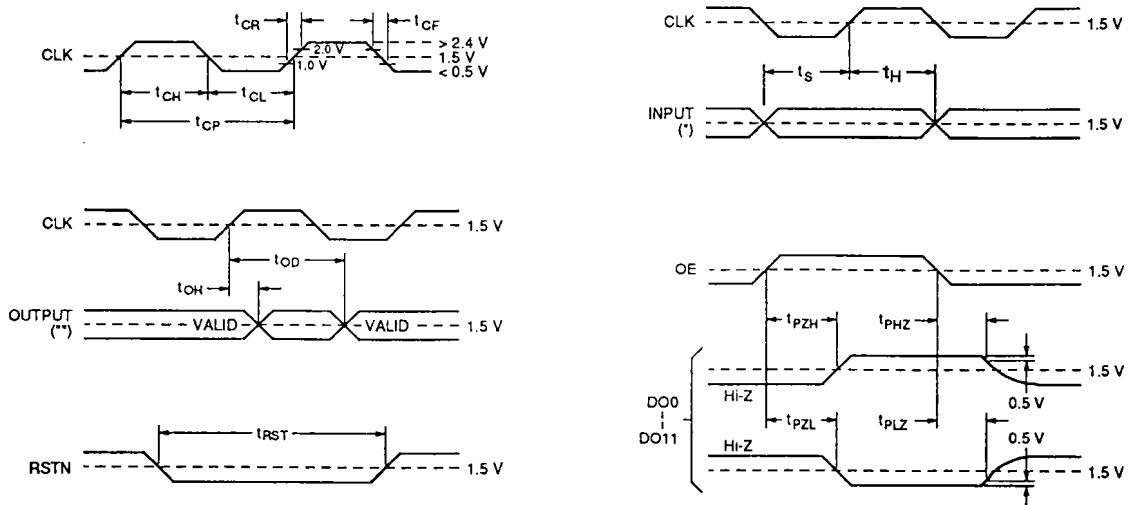 tCR
tCF
CLK
2.0 V
1.0 V
> 2.4 V
1.5 V
< 0.5 V
tCH
tCL
tCP
CLK
1.5 V
tS
tH
INPUT
(*)
1.5 V
CLK
1.5 V
tOD
tOH
OUTPUT
(**)
VALID
VALID
1.5 V
OE
1.5 V
tPZH
tPHZ
Hi-Z
1.5 V
0.5 V
DO0
DO11
tPZL
tPLZ
Hi-Z
0.5 V
1.5 V
tRST
RSTN
1.5 V